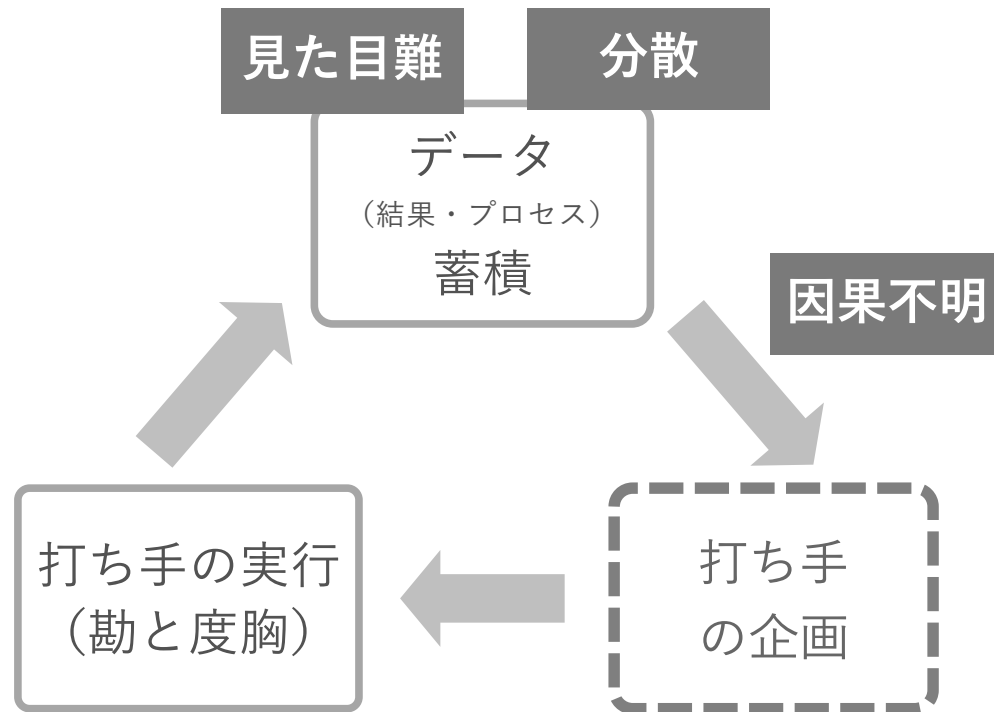 見た目難
分散
データ
（結果・プロセス）
蓄積
因果不明
打ち手の実行
（勘と度胸）
打ち手
の企画